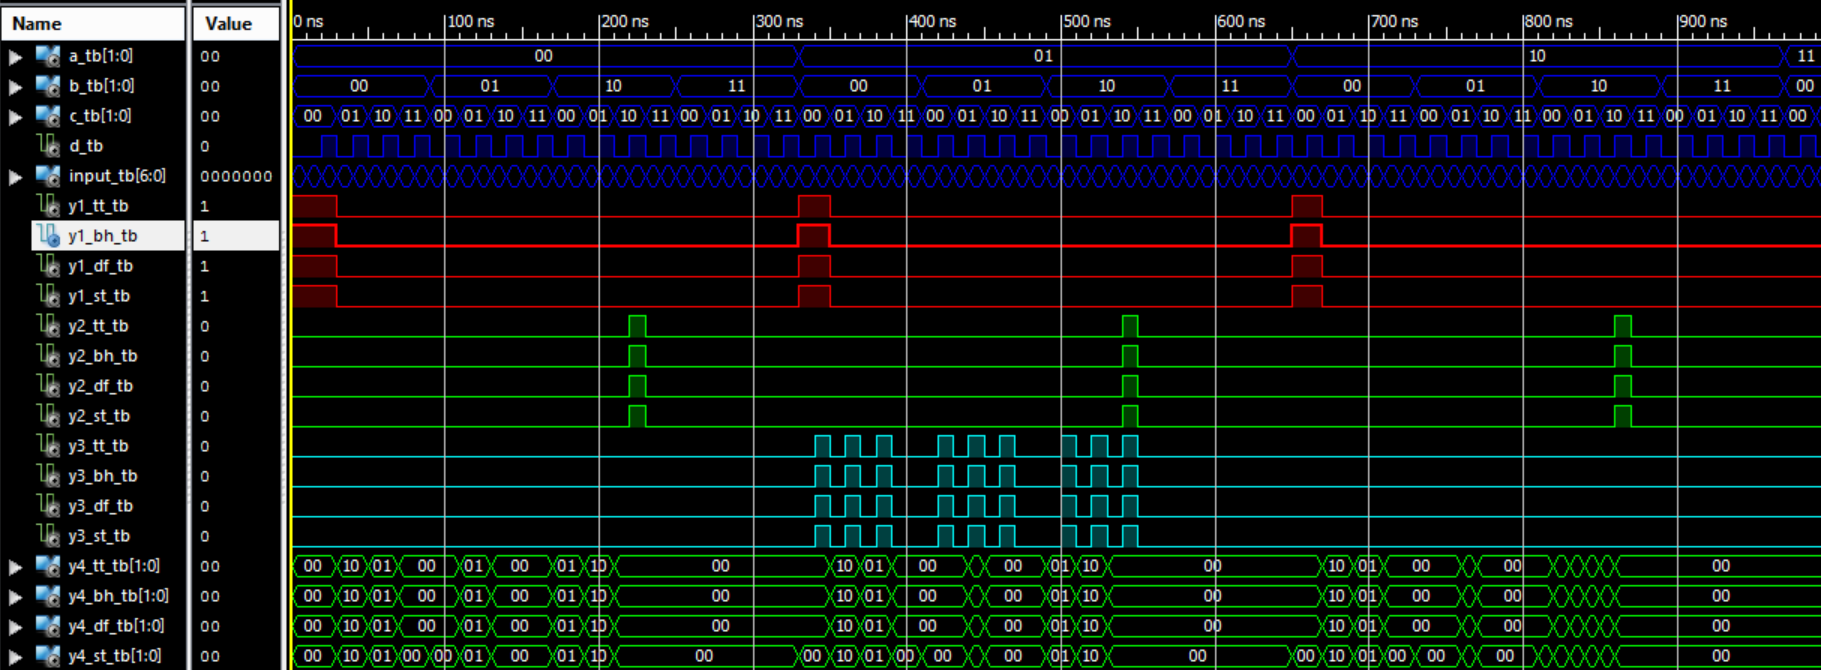 Name Value 0 ns 100 ns 200 ns 300 ns 400 ns 500 ns 600 ns 700 ns 800 ns 900 ns
a_tb[1:0] 00 00 01 10 11
b_tb[1:0] 00 00 01 10 11 00 01 10 11 00 01 10 11 00
c_tb[1:0] 00 00 01 10 11 00 01 10 11 00 01 10 11 00 01 10 11 00 01 10 11 00 01 10 11 00 01 10 11 00 01 10 11 00 01 10 11 00 01 10 11 00 01 10 11 00 01 10 11 00
d_tb 0
input_tb[6:0] 0000000
y1_tt_tb 1
y1_bh_tb 1
y1_df_tb 1
y1_st_tb 1
y2_tt_tb 0
y2_bh_tb 0
y2_df_tb 0
y2_st_tb 0
y3_tt_tb 0
y3_bh_tb 0
y3_df_tb 0
y3_st_tb 0
y4_tt_tb[1:0] 00 00 10 01 00 01 00 01 10 00 10 01 00 00 01 10 00 10 01 00 00 00
y4_bh_tb[1:0] 00 00 10 01 00 01 00 01 10 00 10 01 00 00 01 10 00 10 01 00 00 00
y4_df_tb[1:0] 00 00 10 01 00 01 00 01 10 00 10 01 00 00 01 10 00 10 01 00 00 00
y4_st_tb[1:0] 00 00 10 01 00 00 01 00 01 10 00 00 10 01 00 00 00 01 10 00 00 10 01 00 00 00 00